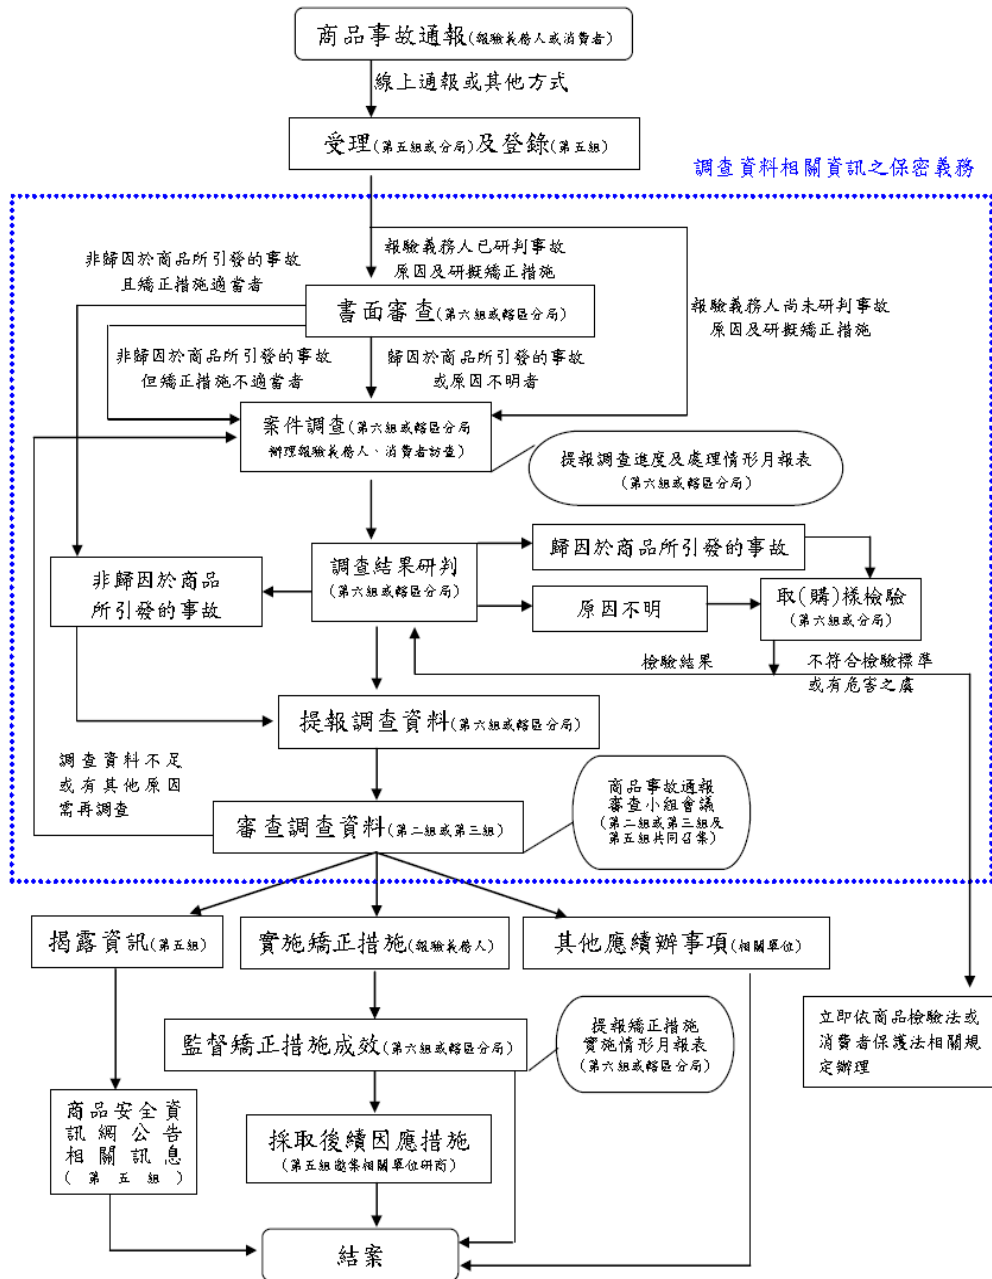 商品事故通報(報驗義務人或消費者)
線上通報或其他方式
受理(第五組或分局)及登錄(第五組)
調查資料相關資訊之保密義務
非歸因於商品所引發的事故
且矯正措施適當者
報驗義務人已研判事故
原因及研擬矯正措施
報驗義務人尚未研判事故
原因及研擬矯正措施
書面審查(第六組或轄區分局)
非歸因於商品所引發的事故
但矯正措施不適當者
歸因於商品所引發的事故
或原因不明者
案件調查(第六組或轄區分局
辦理報驗義務人、消費者訪查)
提報調查進度及處理情形月報表
(第六組或轄區分局)
非歸因於商品
所引發的事故
調查結果研判
(第六組或轄區分局)
歸因於商品所引發的事故
原因不明
取(購)樣檢驗
(第六組或分局)
檢驗結果
不符合檢驗標準
或有危害之虞
提報調查資料(第六組或轄區分局)
調查資料不足
或有其他原因
需再調查
審查調查資料(第二組或第三組)
商品事故通報
審查小組會議
(第二組或第三組及
第五組共同召集)
揭露資訊(第五組)
實施矯正措施(報驗義務人)
其他應續辦事項(相關單位)
監督矯正措施成效(第六組或轄區分局)
提報矯正措施
實施情形月報表
(第六組或轄區分局)
立即依商品檢驗法或
消費者保護法相關規
定辦理
商品安全資
訊網公告
相關訊息
(第五組)
採取後續因應措施
(第五組邀集相關單位研商)
結案